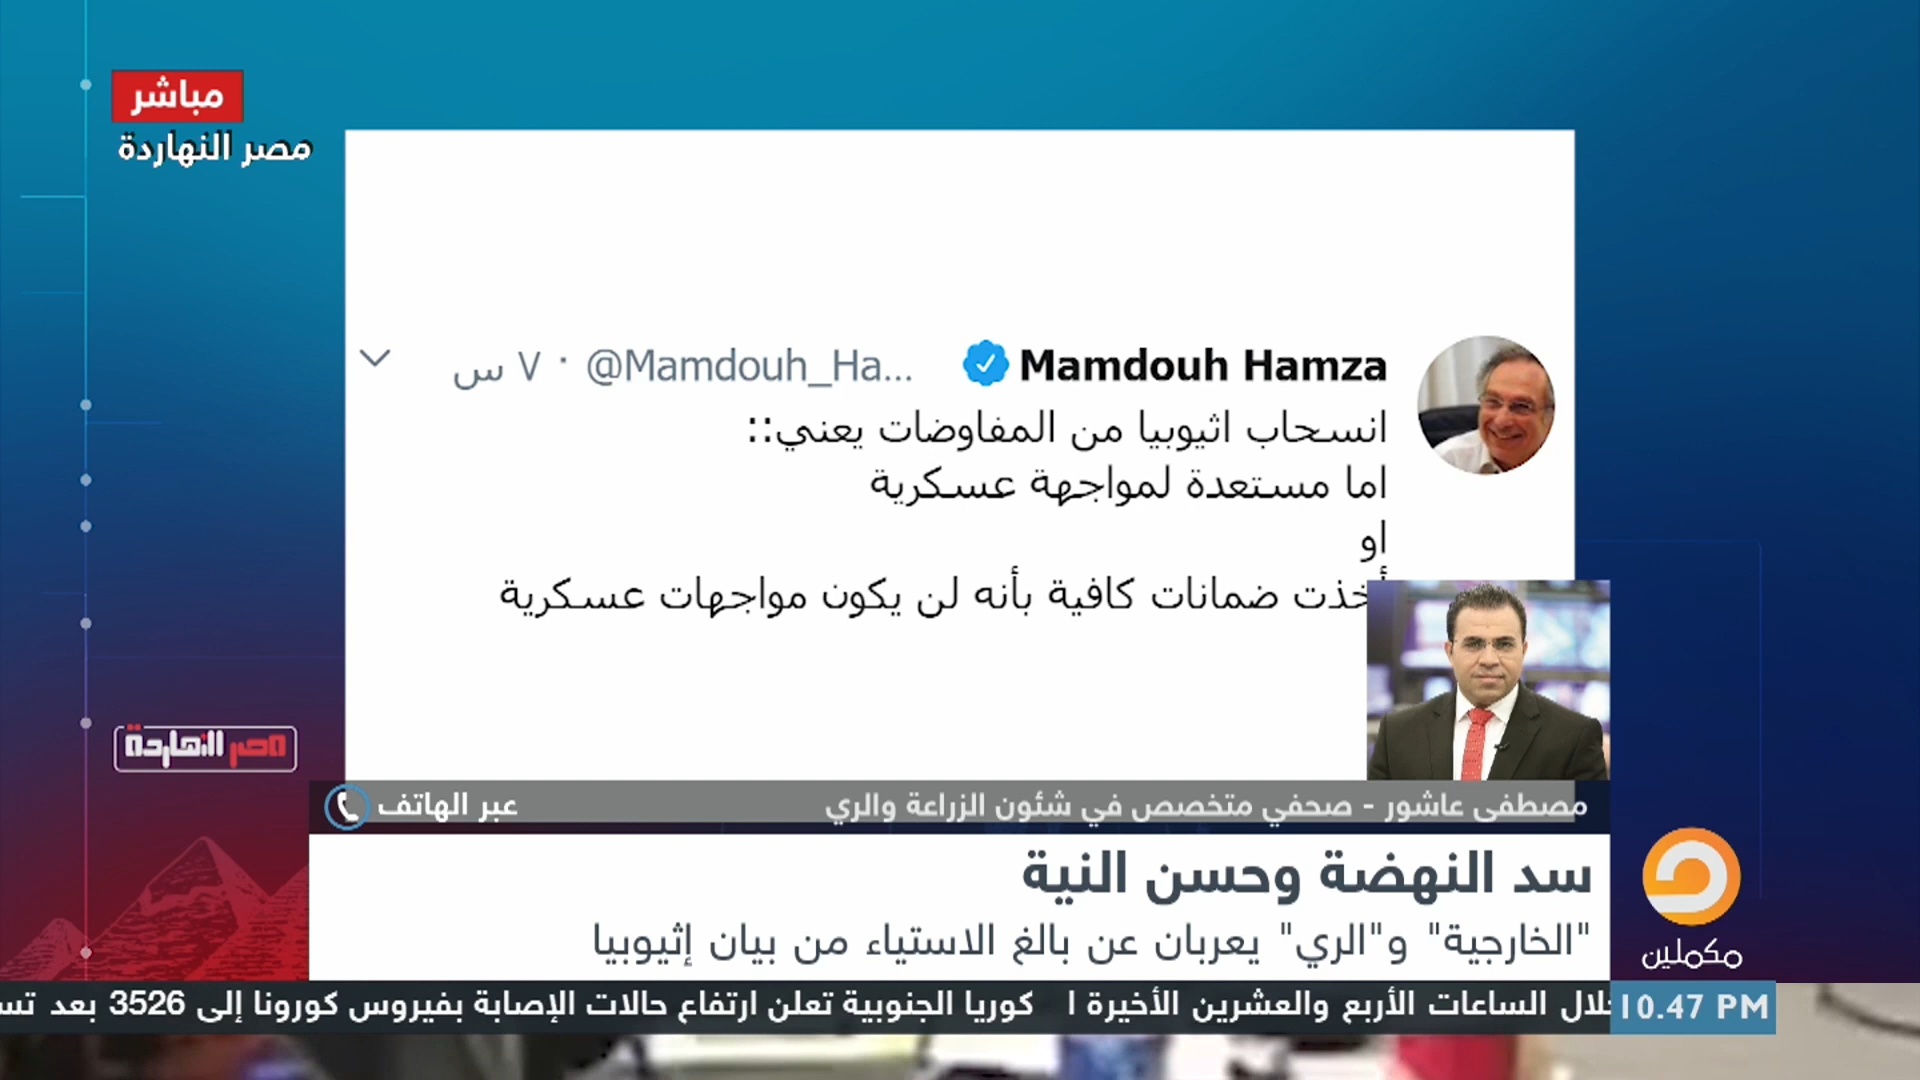 مباشر
مصر النهاردة
Mamdouh Hamza @Mamdouh_Ha... · ٧ س
انسحاب اثيوبيا من المفاوضات يعني::
اما مستعدة لمواجهة عسكرية
او
أخذت ضمانات كافية بأنه لن يكون مواجهات عسكرية
مصر النهاردة
مصطفى عاشور - صحفي متخصص في شئون الزراعة والري
عبر الهاتف
سد النهضة وحسن النية
"الخارجية" و"الري" يعربان عن بالغ الاستياء من بيان إثيوبيا
مكملين
الساعات الأربع والعشرين الأخيرة ا كوريا الجنوبية تعلن ارتفاع حالات الإصابة بفيروس كورونا إلى 3526 بعد
10.47 PM